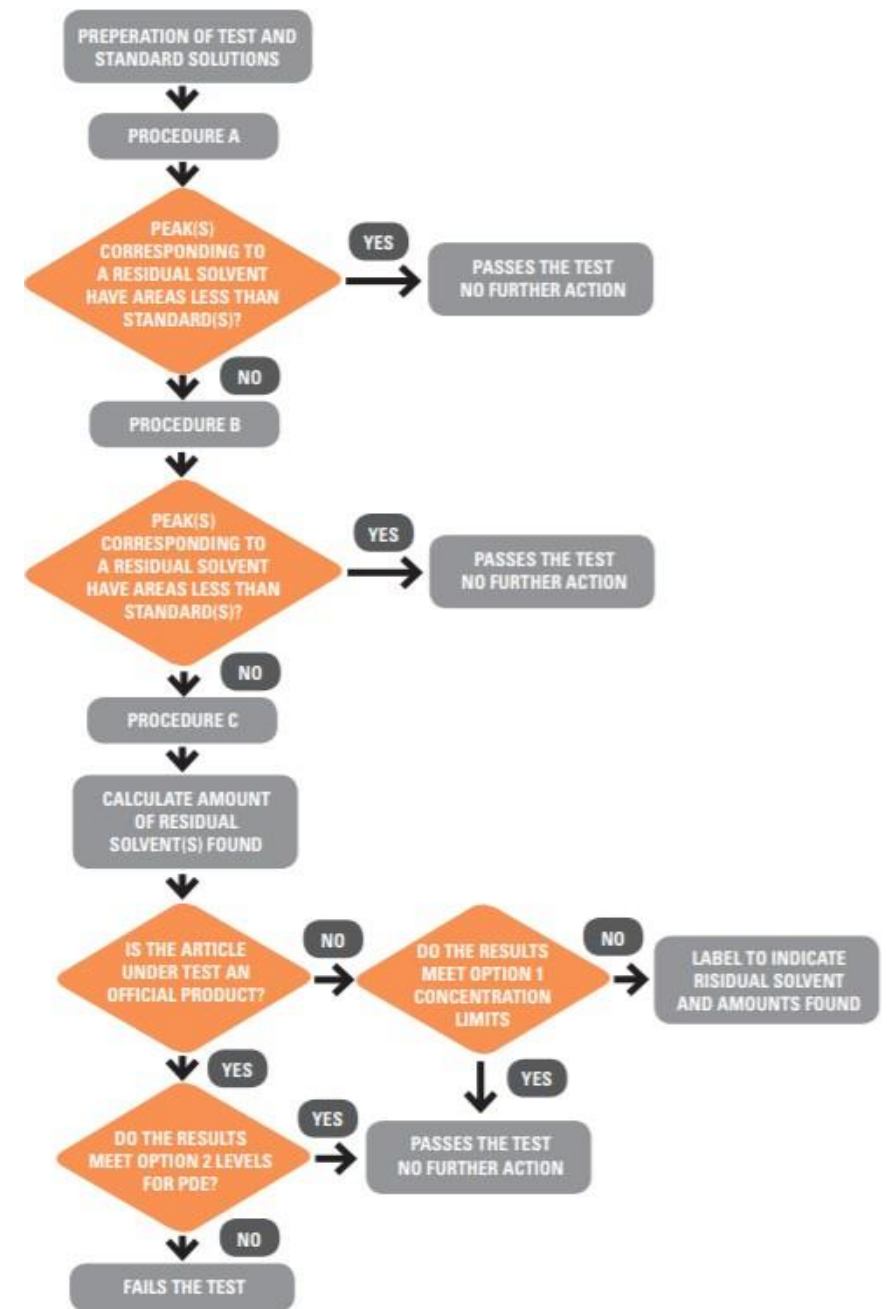 PREPERATION OF TEST AND
STANDARD SOLUTIONS
PROCEDURE A
PEAK(S)
CORRESPONDING TO
A RESIDUAL SOLVENT
HAVE AREAS LESS THAN
STANDARD(S)?
YES
PASSES THE TEST
NO FURTHER ACTION
NO
PROCEDURE B
PEAK(S)
CORRESPONDING TO
A RESIDUAL SOLVENT
HAVE AREAS LESS THAN
STANDARD(S)?
YES
PASSES THE TEST
NO FURTHER ACTION
NO
PROCEDURE C
CALCULATE AMOUNT
OF RESIDUAL
SOLVENT(S) FOUND
IS THE ARTICLE
UNDER TEST AN
OFFICIAL PRODUCT?
NO
DO THE RESULTS
MEET OPTION 1
CONCENTRATION
LIMITS
NO
LABEL TO INDICATE
RISIDUAL SOLVENT
AND AMOUNTS FOUND
YES
YES
DO THE RESULTS
MEET OPTION 2 LEVELS
FOR PDE?
YES
PASSES THE TEST
NO FURTHER ACTION
NO
FAILS THE TEST